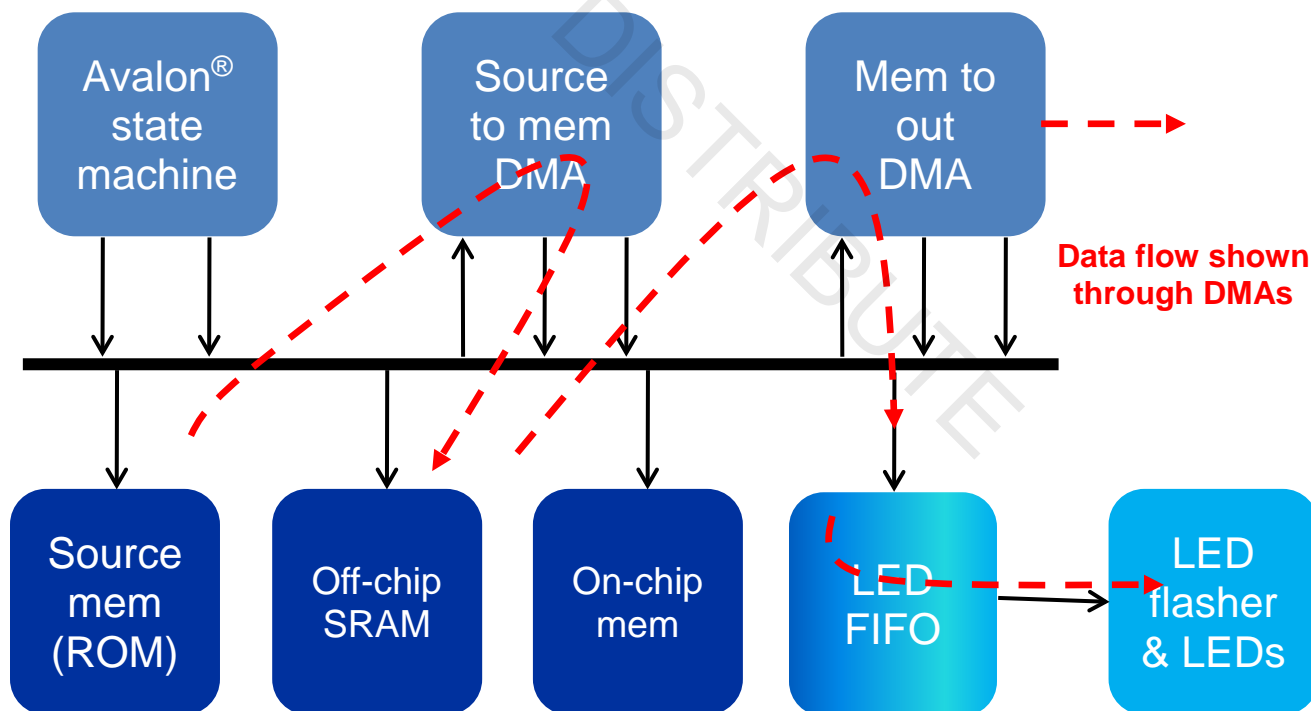 Avalon®
state
machine
Source
to mem
DMA
Mem to
out
DMA
DISTRIBUTE
Data flow shown
through DMAs
Source
mem
(ROM)
Off-chip
SRAM
On-chip
mem
LED
FIFO
LED
flasher
& LEDs